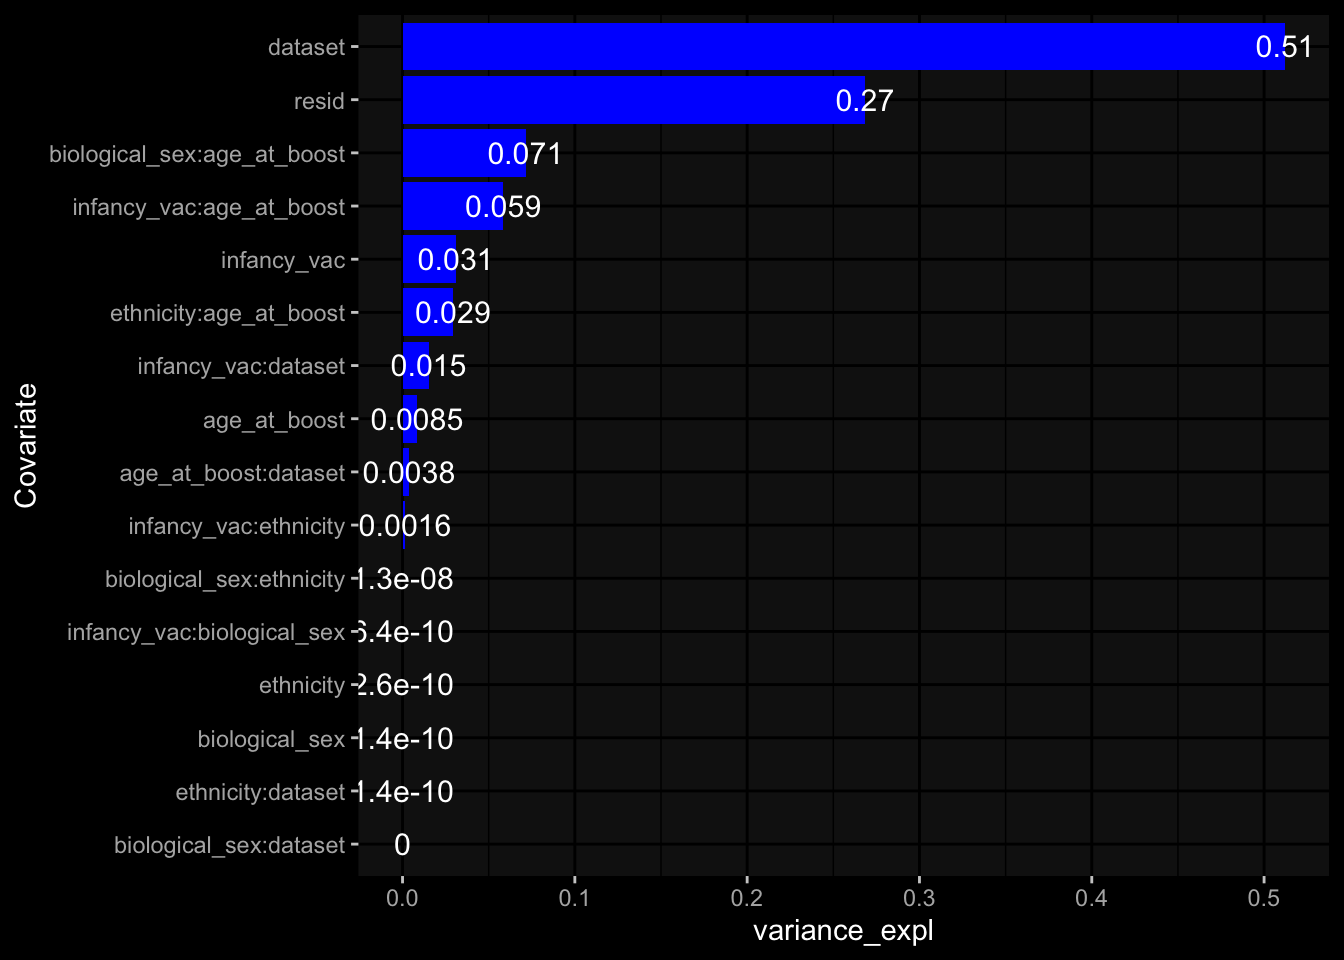 dataset 0.51
resid 0.27
biological_sex:age_at_boost 0.071
infancy_vac:age_at_boost 0.059
infancy_vac 0.031
ethnicity:age_at_boost 0.029
infancy_vac:dataset 0.015
age_at_boost 0.0085
age_at_boost:dataset 0.0038
infancy_vac:ethnicity 0.0016
biological_sex:ethnicity 1.3e-08
infancy_vac:biological_sex 6.4e-10
ethnicity 2.6e-10
biological_sex 1.4e-10
ethnicity:dataset 1.4e-10
biological_sex:dataset 0
Covariate
0.0 0.1 0.2 0.3 0.4 0.5
variance_expl